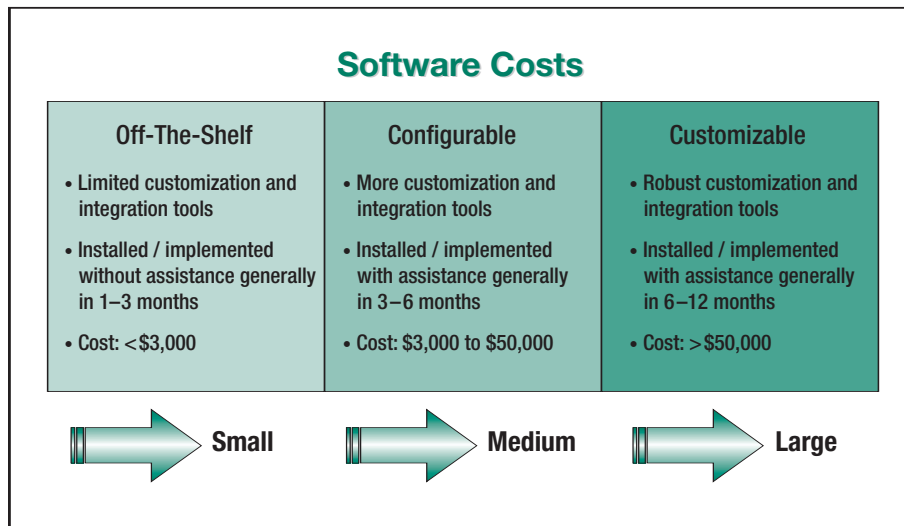 Software Costs
Off-The-Shelf
• Limited customization and
integration tools
• Installed / implemented
without assistance generally
in 1–3 months
• Cost: <$3,000
Configurable
• More customization and
integration tools
• Installed / implemented
with assistance generally
in 3–6 months
• Cost: $3,000 to $50,000
Customizable
• Robust customization and
integration tools
• Installed / implemented
with assistance generally
in 6–12 months
• Cost: >$50,000
Small
Medium
Large